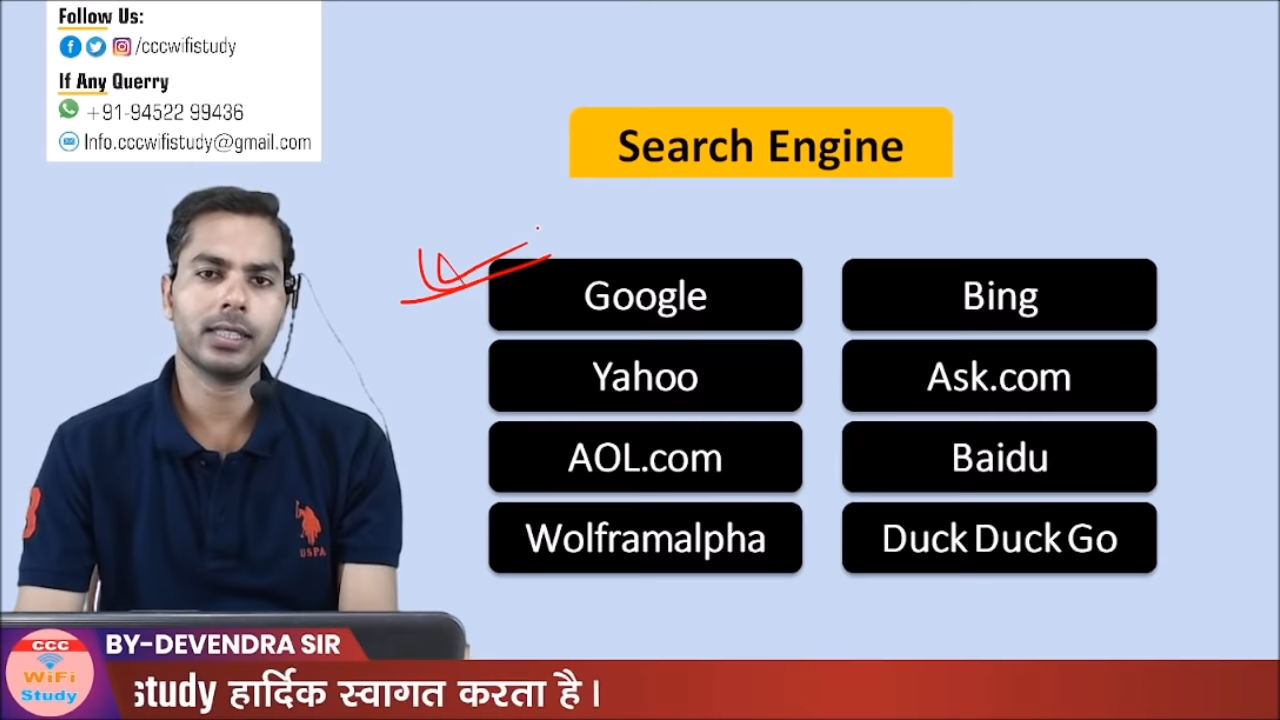 Follow Us:
/cccwifistudy
If Any Querry
+91-94522 99436
Info.cccwifistudy@gmail.com
Search Engine
Google
Bing
Yahoo
Ask.com
AOL.com
Baidu
Wolframalpha
Duck Duck Go
USPA
CCC
WiFi
Study
BY-DEVENDRA SIR
study हार्दिक स्वागत करता है।